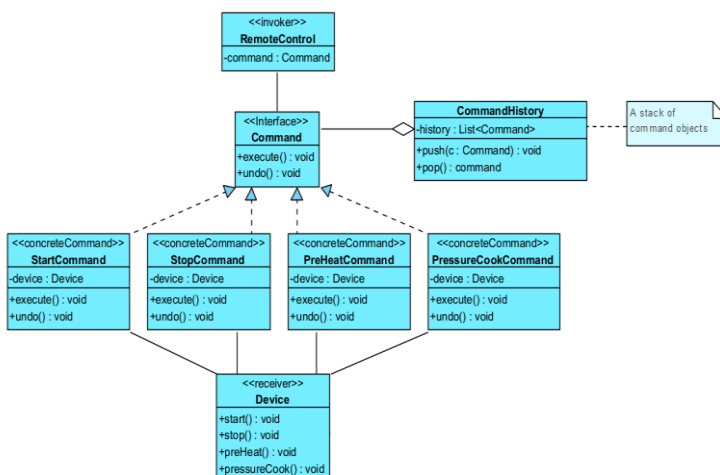 <<invoker>>
RemoteControl
-command : Command
<<Interface>>
Command
+execute() : void
+undo() : void
CommandHistory
-history : List<Command>
+push(c : Command) : void
+pop() : command
A stack of
command objects
<<concreteCommand>>
StartCommand
-device : Device
+execute() : void
+undo() : void
<<concreteCommand>>
StopCommand
-device : Device
+execute() : void
+undo() : void
<<concreteCommand>>
PreHeatCommand
-device : Device
+execute() : void
+undo() : void
<<concreteCommand>>
PressureCookCommand
-device : Device
+execute() : void
+undo() : void
<<receiver>>
Device
+start() : void
+stop() : void
+preHeat() : void
+pressureCook() : void